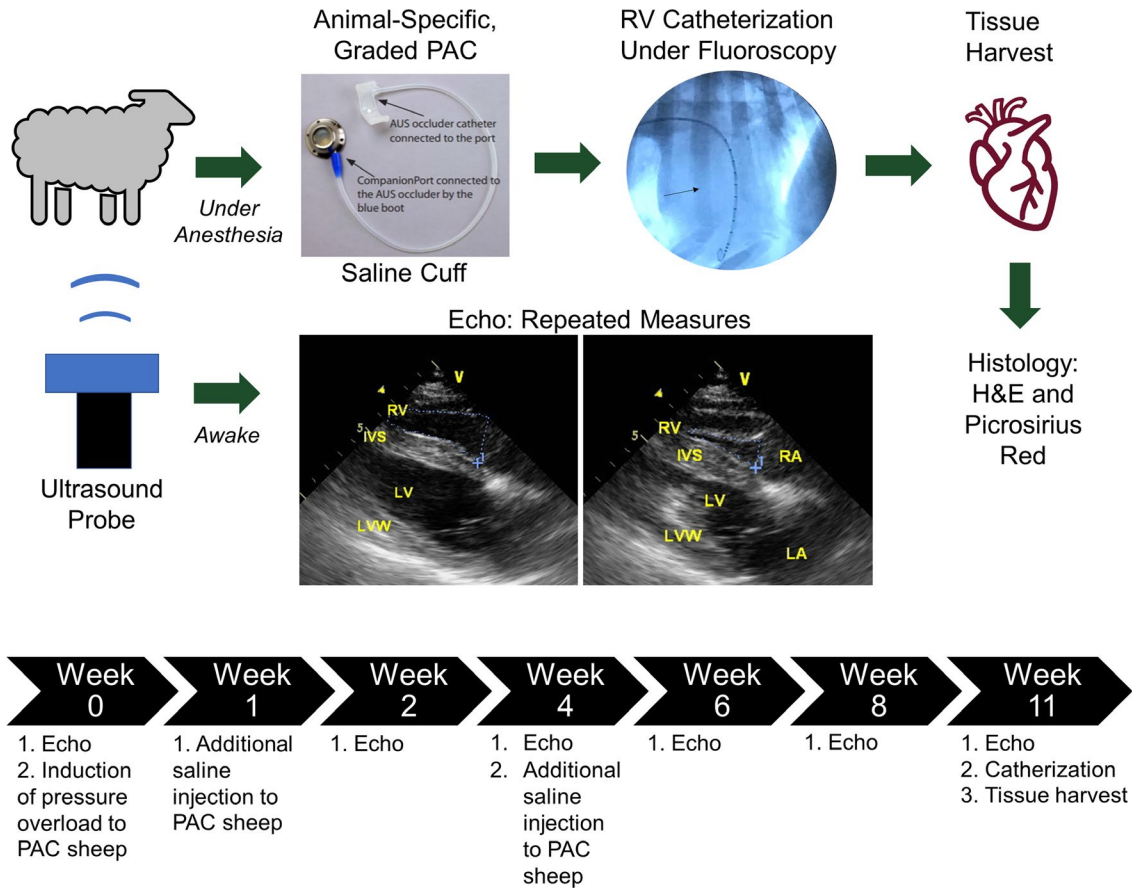 Animal-Specific,
Graded PAC
RV Catheterization
Under Fluoroscopy
Tissue
Harvest
AUS occluder catheter
connected to the port
CompanionPort connected to
the AUS occluder by the
blue boot
Under
Anesthesia
Saline Cuff
Echo: Repeated Measures
Awake
Ultrasound
Probe
V
RV
5
IVS
LV
LVW
V
RV
5
IVS
RA
LV
LVW
LA
Histology:
H&E and
Picrosirius
Red
Week
0
1. Echo
2. Induction
of pressure
overload to
PAC sheep
Week
1
1. Additional
saline
injection to
PAC sheep
Week
2
1. Echo
Week
4
1. Echo
2. Additional
saline
injection
to PAC
sheep
Week
6
1. Echo
Week
8
1. Echo
Week
11
1. Echo
2. Catherization
3. Tissue harvest